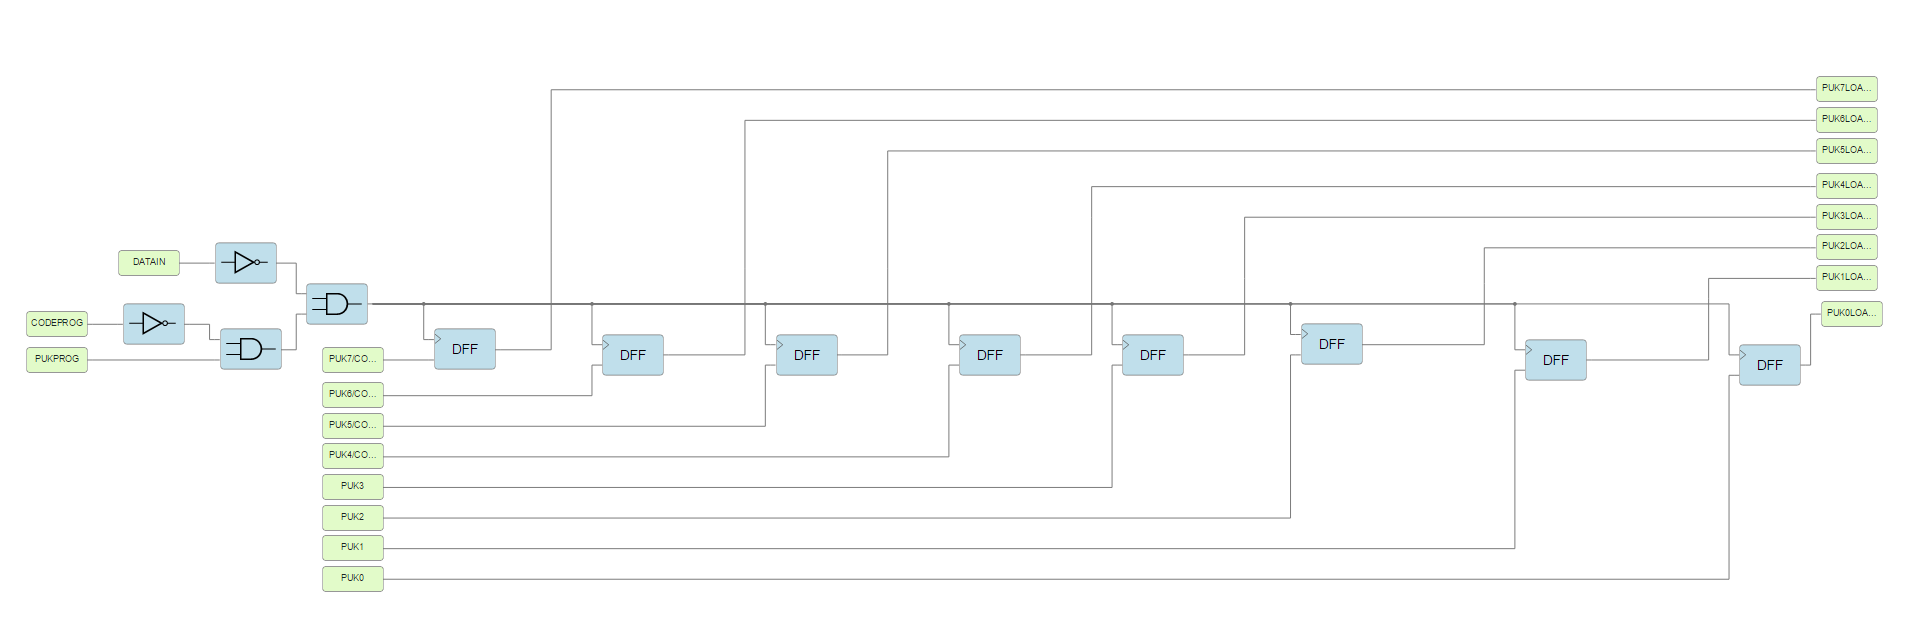 PUK7LOA...
PUK6LOA...
PUK5LOA...
PUK4LOA...
PUK3LOA...
PUK2LOA...
PUK1LOA...
PUK0LOA...
DATAIN
CODEPROG
PUKPROG
DFF
DFF
DFF
DFF
DFF
DFF
DFF
DFF
PUK7/CO...
PUK6/CO...
PUK5/CO...
PUK4/CO...
PUK3
PUK2
PUK1
PUK0